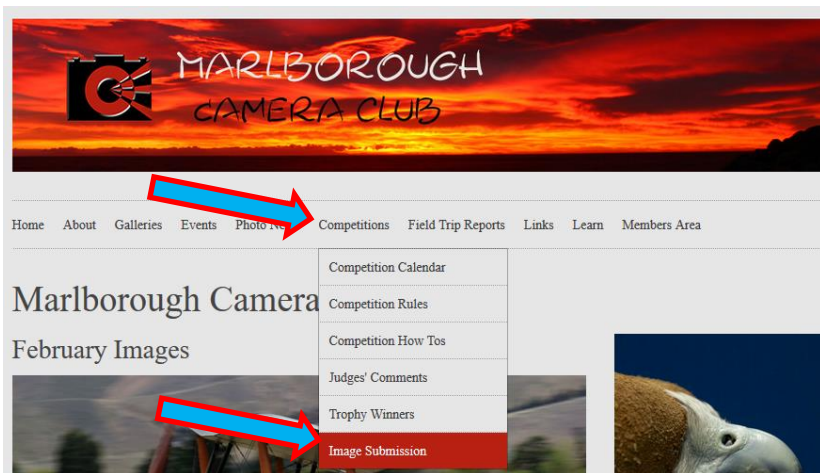 MARLBOROUGH
CAMERA CLUB
Home About Galleries Events Photo Competitions Field Trip Reports Links Learn Members Area
Competition Calendar
Competition Rules
Competition How Tos
Judges' Comments
Trophy Winners
Image Submission
Marlborough Camera
February Images